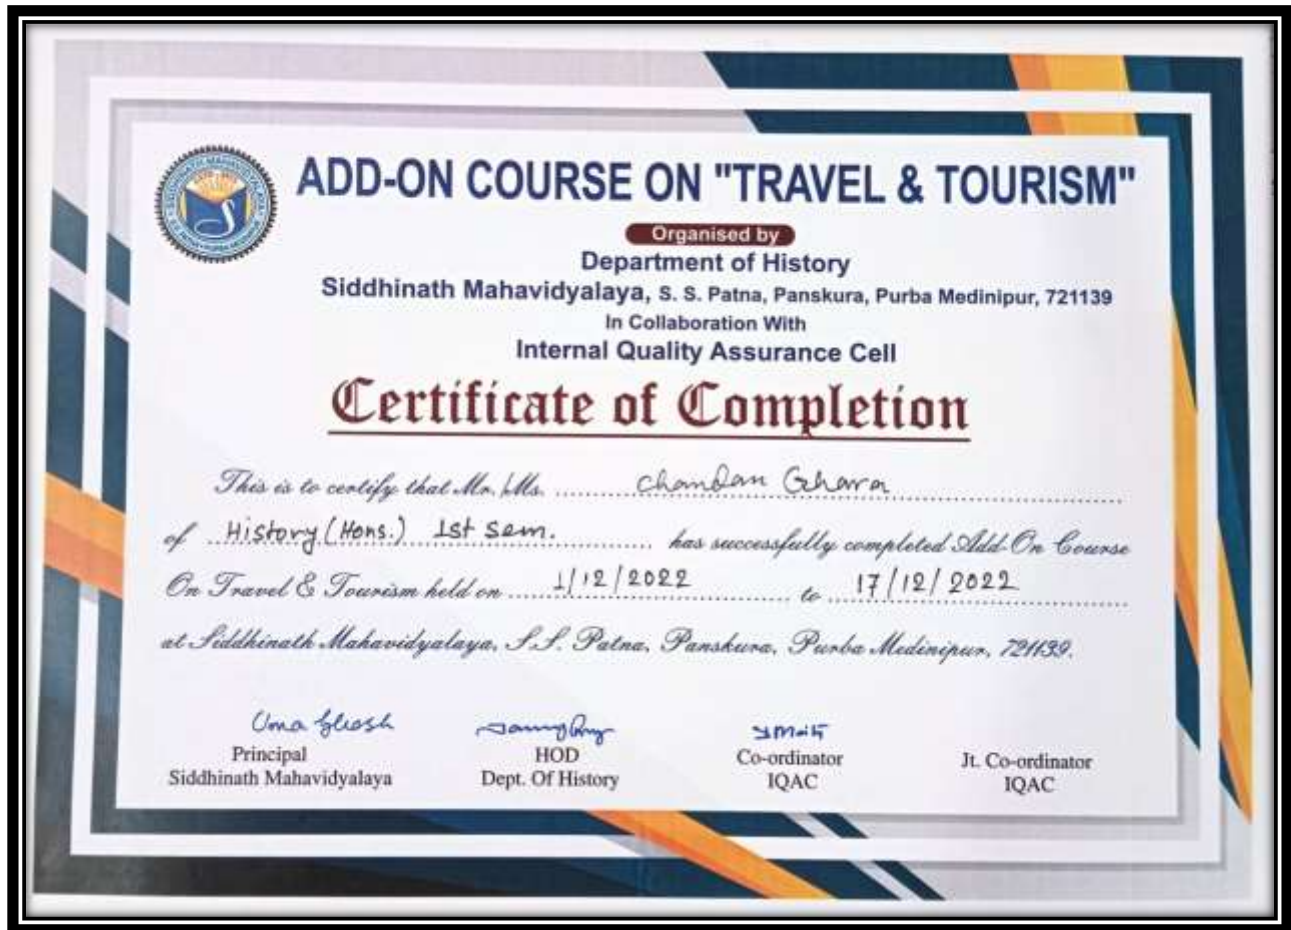 SIDDHINATH MAHAVIDYALAYA
ADD-ON COURSE ON "TRAVEL & TOURISM"
Organised by
Department of History
Siddhinath Mahavidyalaya, S. S. Patna, Panskura, Purba Medinipur, 721139
In Collaboration With
Internal Quality Assurance Cell
Certificate of Completion
This is to certify that Mr./Ms. Chandan Ghara
of History (Hons.) 1st Sem. has successfully completed Add-On Course
On Travel & Tourism held on 1/12/2022 to 17/12/2022
at Siddhinath Mahavidyalaya, S.S. Patna, Panskura, Purba Medinipur, 721139.
Uma Ghosh
Principal
Siddhinath Mahavidyalaya
HOD
Dept. Of History
Co-ordinator
IQAC
Jt. Co-ordinator
IQAC